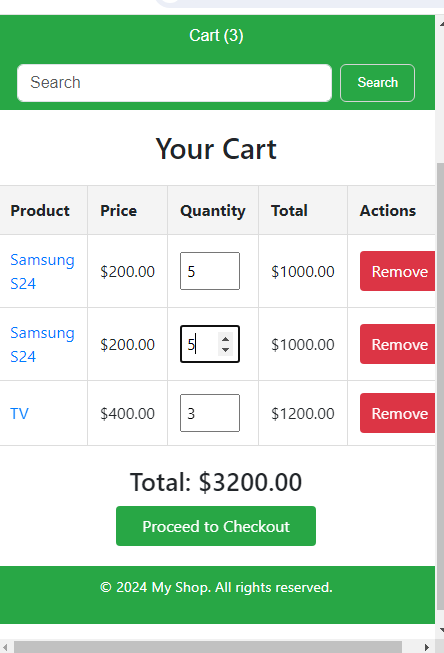 Cart (3)
Search Search
Your Cart
Product Price Quantity Total Actions
Samsung S24 $200.00 5 $1000.00 Remove
Samsung S24 $200.00 5 $1000.00 Remove
TV $400.00 3 $1200.00 Remove
Total: $3200.00
Proceed to Checkout
© 2024 My Shop. All rights reserved.